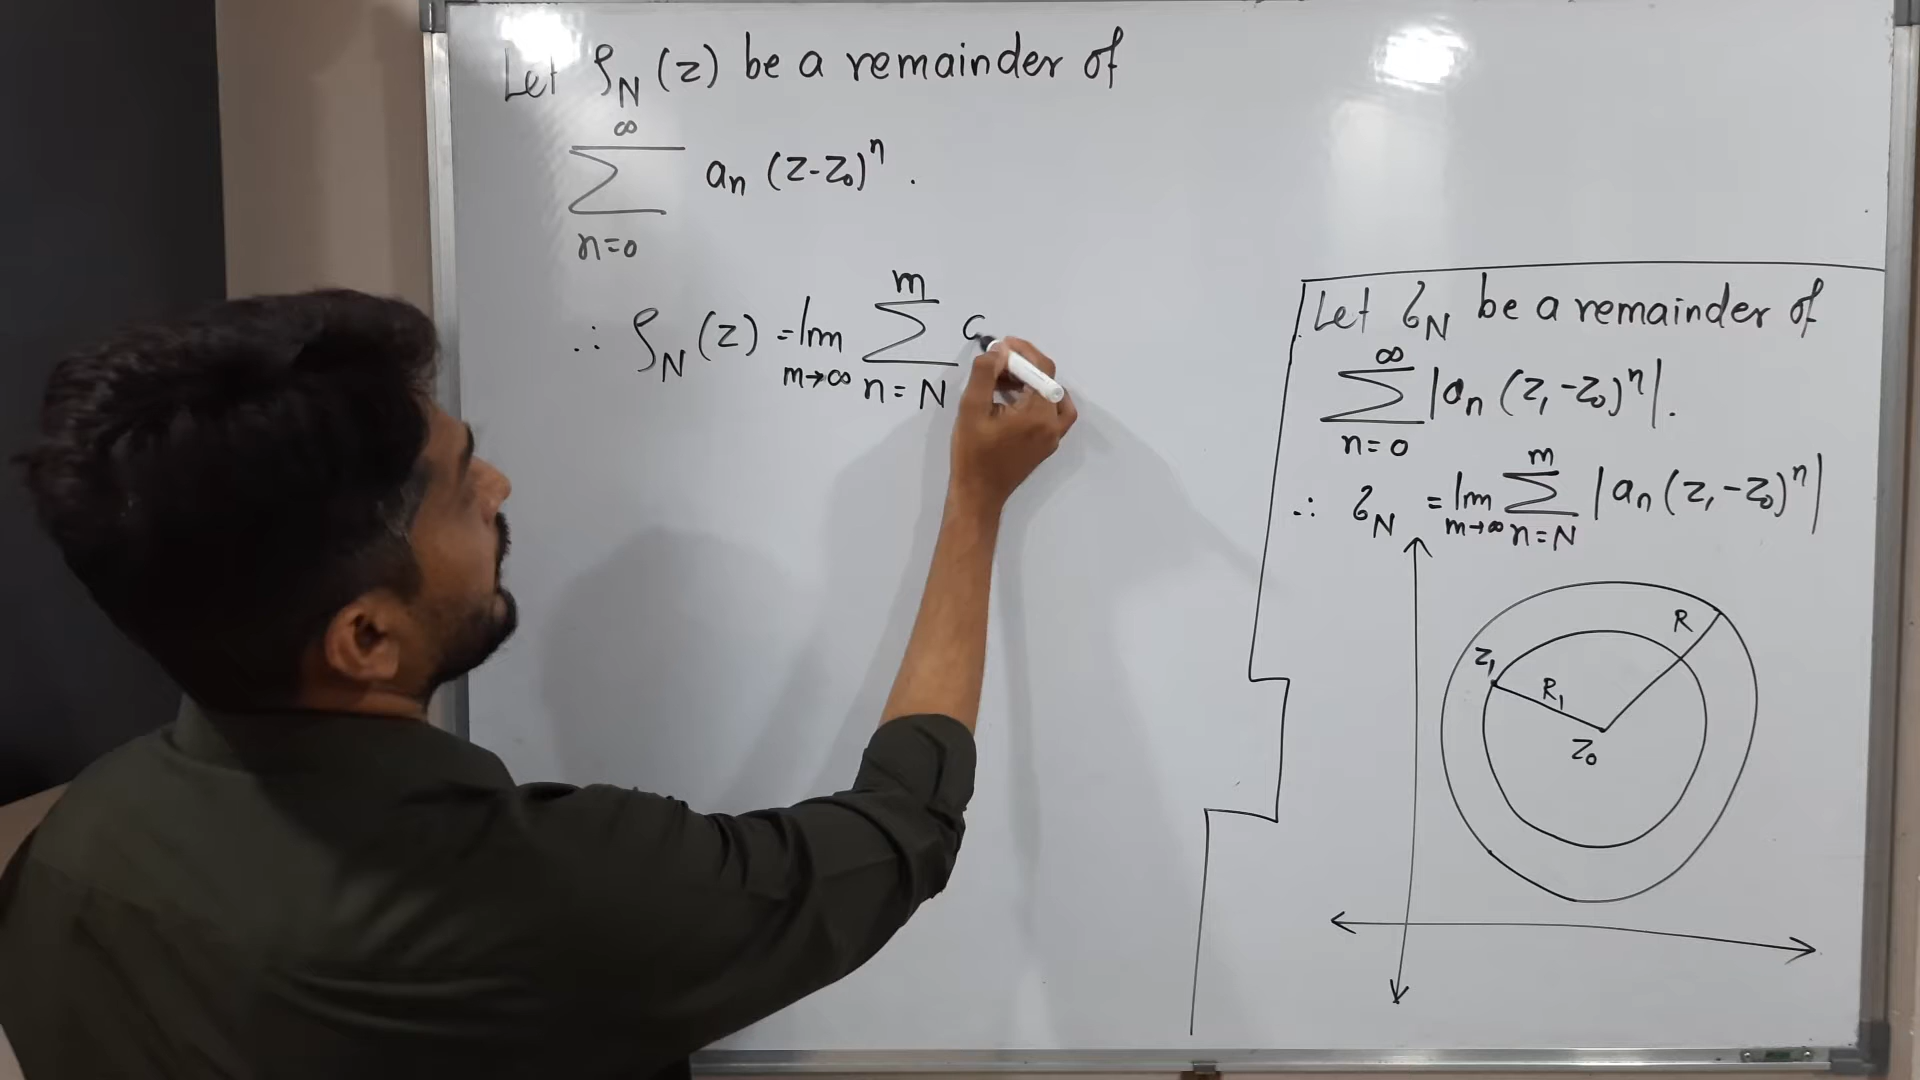 Let ρ_N (z) be a remainder of
∞
∑ a_n (z-z₀)ⁿ .
n=0
m
∴ ρ_N (z) = lim ∑ a
m→∞ n = N
Let σ_N be a remainder of
∞
∑ |a_n (z₁-z₀)ⁿ|.
n=0
m
∴ σ_N = lim ∑ |a_n (z₁-z₀)ⁿ|
m→∞ n=N
R
z₁
R₁
z₀